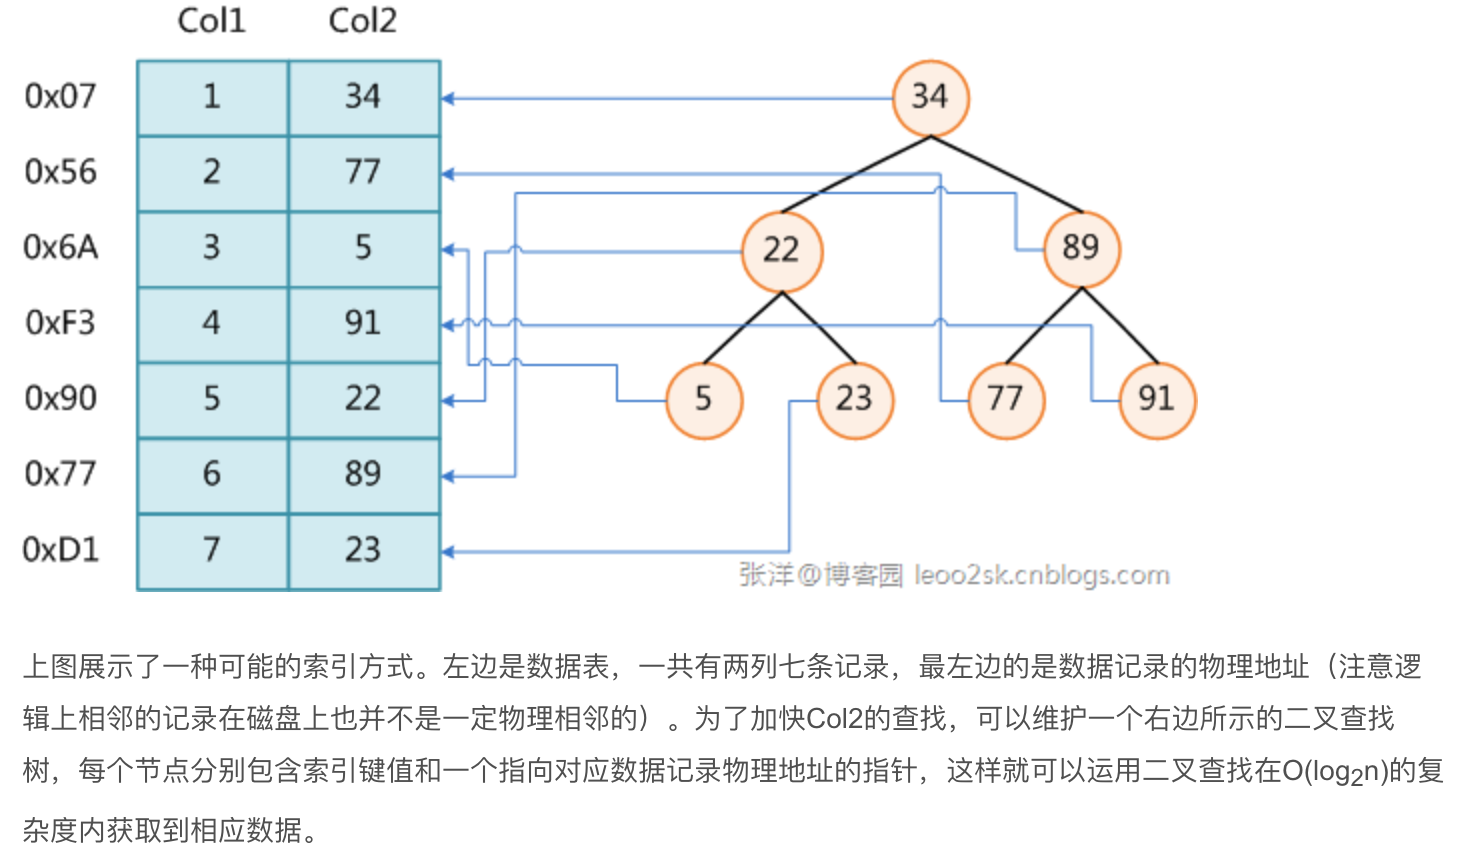 Col1 Col2
0x07 1 34 34
0x56 2 77
0x6A 3 5 22 89
0xF3 4 91
0x90 5 22 5 23 77 91
0x77 6 89
0xD1 7 23
张洋@博客园 leoo2sk.cnblogs.com
上图展示了一种可能的索引方式。左边是数据表，一共有两列七条记录，最左边的是数据记录的物理地址（注意逻
辑上相邻的记录在磁盘上也并不是一定物理相邻的）。为了加快Col2的查找，可以维护一个右边所示的二叉查找
树，每个节点分别包含索引键值和一个指向对应数据记录物理地址的指针，这样就可以运用二叉查找在O(log2n)的复
杂度内获取到相应数据。